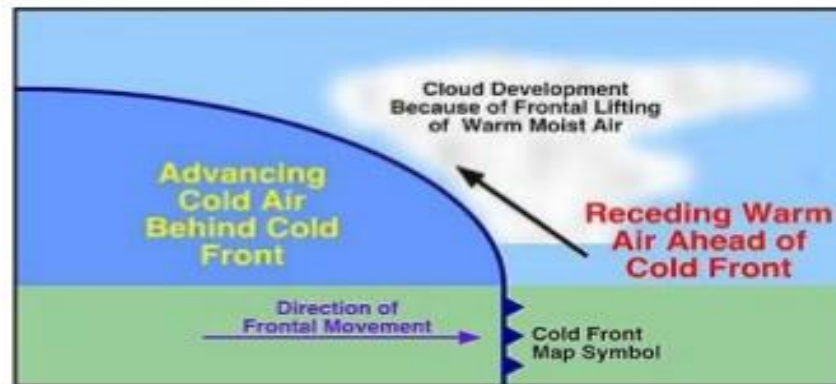 Cloud Development
Because of Frontal Lifting
of Warm Moist Air
Advancing
Cold Air
Behind Cold
Front
Receding Warm
Air Ahead of
Cold Front
Direction of
Frontal Movement
Cold Front
Map Symbol